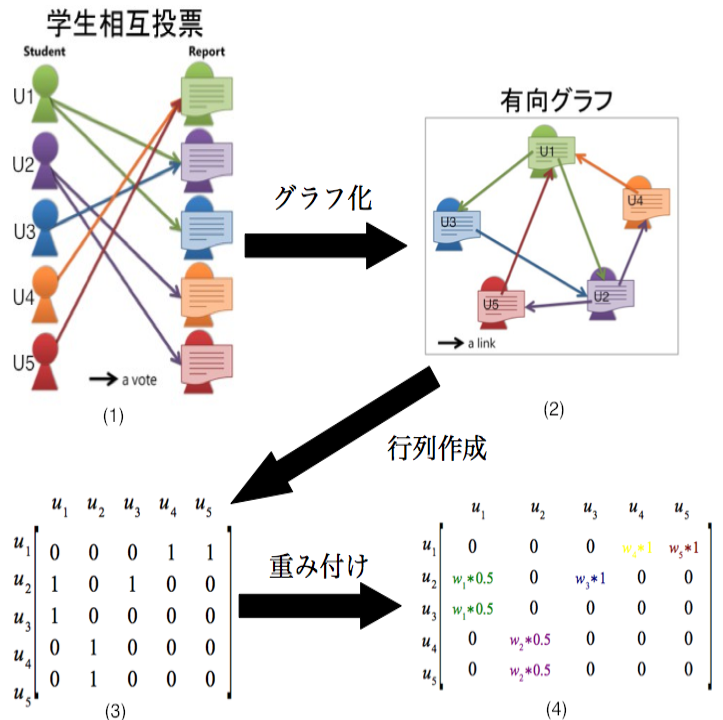 学生相互投票
Student Report
U1
U2
U3
U4
U5
a vote
(1)
グラフ化
有向グラフ
U1
U4
U3
U5
U2
a link
(2)
行列作成
u₁ u₂ u₃ u₄ u₅
u₁ 0 0 0 1 1
u₂ 1 0 1 0 0
u₃ 1 0 0 0 0
u₄ 0 1 0 0 0
u₅ 0 1 0 0 0
(3)
重み付け
u₁ u₂ u₃ u₄ u₅
u₁ 0 0 0 w₂*1 w₅*1
u₂ w₁*0.5 0 w₃*1 0 0
u₃ w₁*0.5 0 0 0 0
u₄ 0 w₂*0.5 0 0 0
u₅ 0 w₂*0.5 0 0 0
(4)